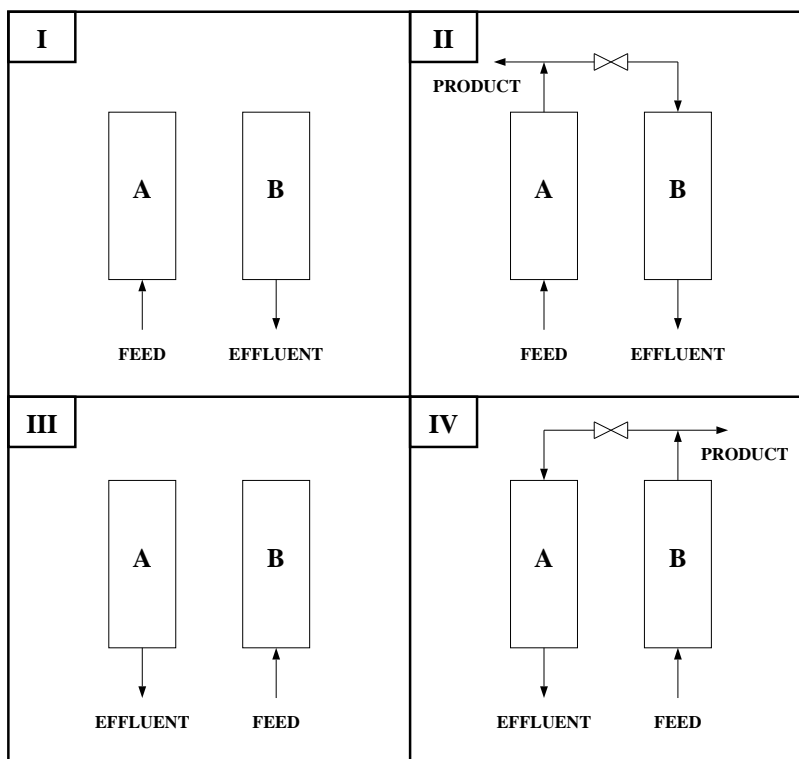 I
A
B
FEED
EFFLUENT
II
PRODUCT
A
B
FEED
EFFLUENT
III
A
B
EFFLUENT
FEED
IV
PRODUCT
A
B
EFFLUENT
FEED